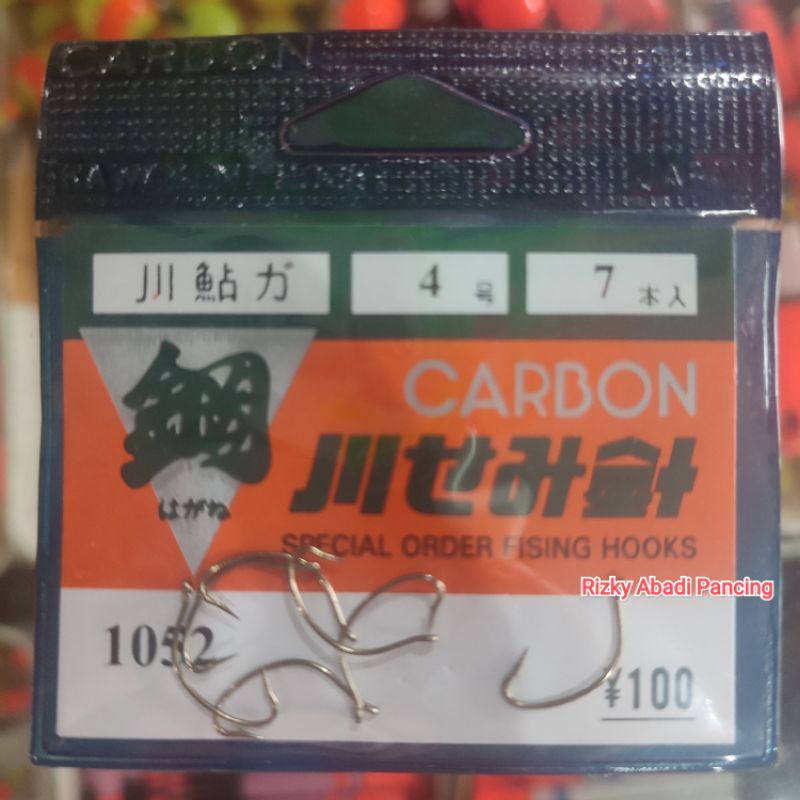 CARBON
川鮎カ
4号
7本入
鋼
はがね
CARBON
川せみ針
SPECIAL ORDER FISING HOOKS
Rizky Abadi Pancing
1052
¥100